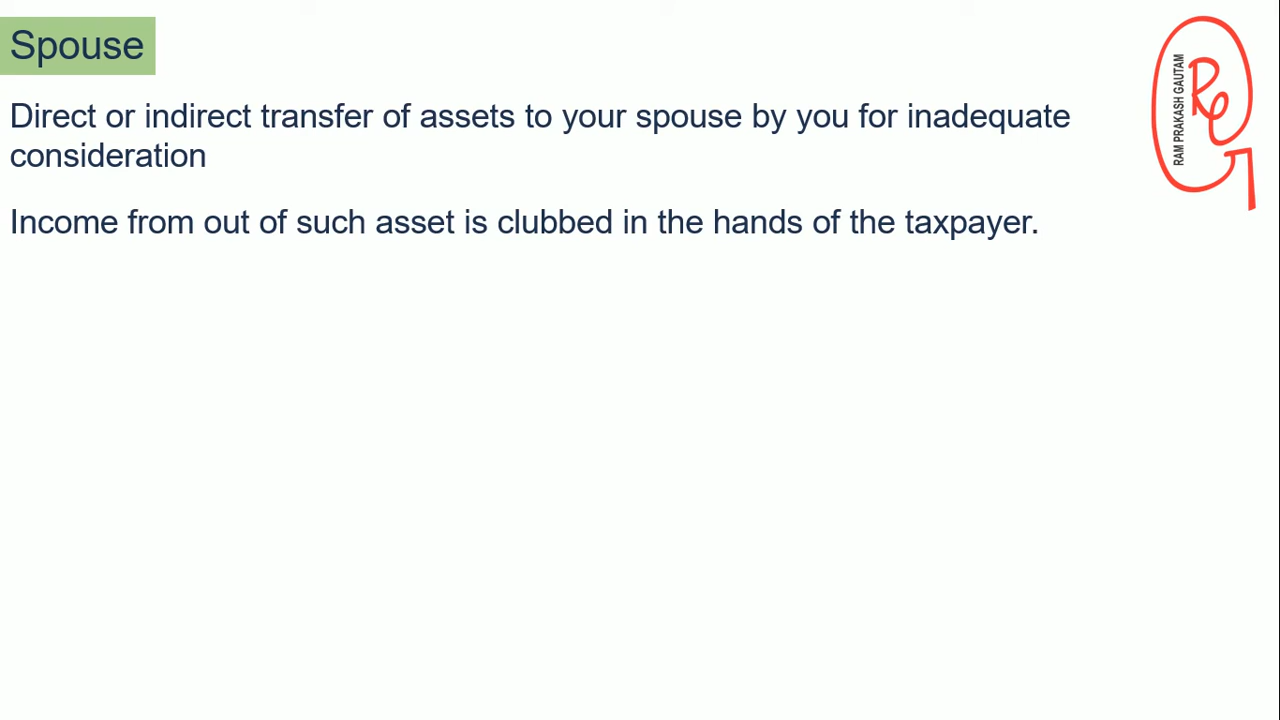 Spouse
Direct or indirect transfer of assets to your spouse by you for inadequate
consideration
Income from out of such asset is clubbed in the hands of the taxpayer.
RAM PRAKASH GAUTAM